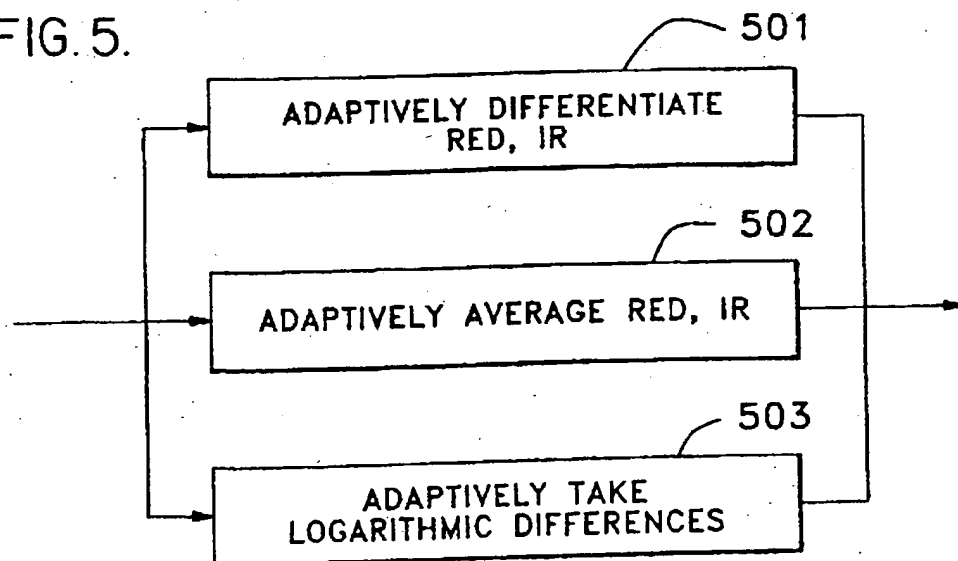 FIG. 5.
501
ADAPTIVELY DIFFERENTIATE
RED, IR
502
ADAPTIVELY AVERAGE RED, IR
503
ADAPTIVELY TAKE
LOGARITHMIC DIFFERENCES